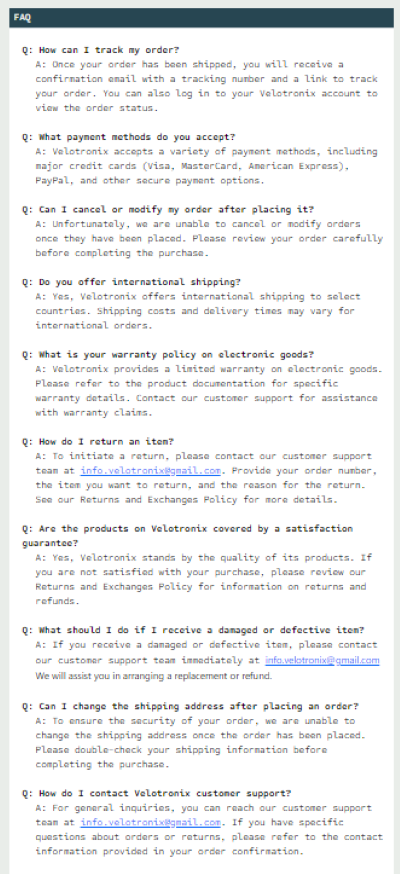 FAQ
Q: How can I track my order?
A: Once your order has been shipped, you will receive a
confirmation email with a tracking number and a link to track
your order. You can also log in to your Velotronix account to
view the order status.
Q: What payment methods do you accept?
A: Velotronix accepts a variety of payment methods, including
major credit cards (Visa, MasterCard, American Express),
PayPal, and other secure payment options.
Q: Can I cancel or modify my order after placing it?
A: Unfortunately, we are unable to cancel or modify orders
once they have been placed. Please review your order carefully
before completing the purchase.
Q: Do you offer international shipping?
A: Yes, Velotronix offers international shipping to select
countries. Shipping costs and delivery times may vary for
international orders.
Q: What is your warranty policy on electronic goods?
A: Velotronix provides a limited warranty on electronic goods.
Please refer to the product documentation for specific
warranty details. Contact our customer support for assistance
with warranty claims.
Q: How do I return an item?
A: To initiate a return, please contact our customer support
team at info.velotronix@gmail.com. Provide your order number,
the item you want to return, and the reason for the return.
See our Returns and Exchanges Policy for more details.
Q: Are the products on Velotronix covered by a satisfaction
guarantee?
A: Yes, Velotronix stands by the quality of its products. If
you are not satisfied with your purchase, please review our
Returns and Exchanges Policy for information on returns and
refunds.
Q: What should I do if I receive a damaged or defective item?
A: If you receive a damaged or defective item, please contact
our customer support team immediately at info.velotronix@gmail.com
We will assist you in arranging a replacement or refund.
Q: Can I change the shipping address after placing an order?
A: To ensure the security of your order, we are unable to
change the shipping address once the order has been placed.
Please double-check your shipping information before
completing the purchase.
Q: How do I contact Velotronix customer support?
A: For general inquiries, you can reach our customer support
team at info.velotronix@gmail.com. If you have specific
questions about orders or returns, please refer to the contact
information provided in your order confirmation.